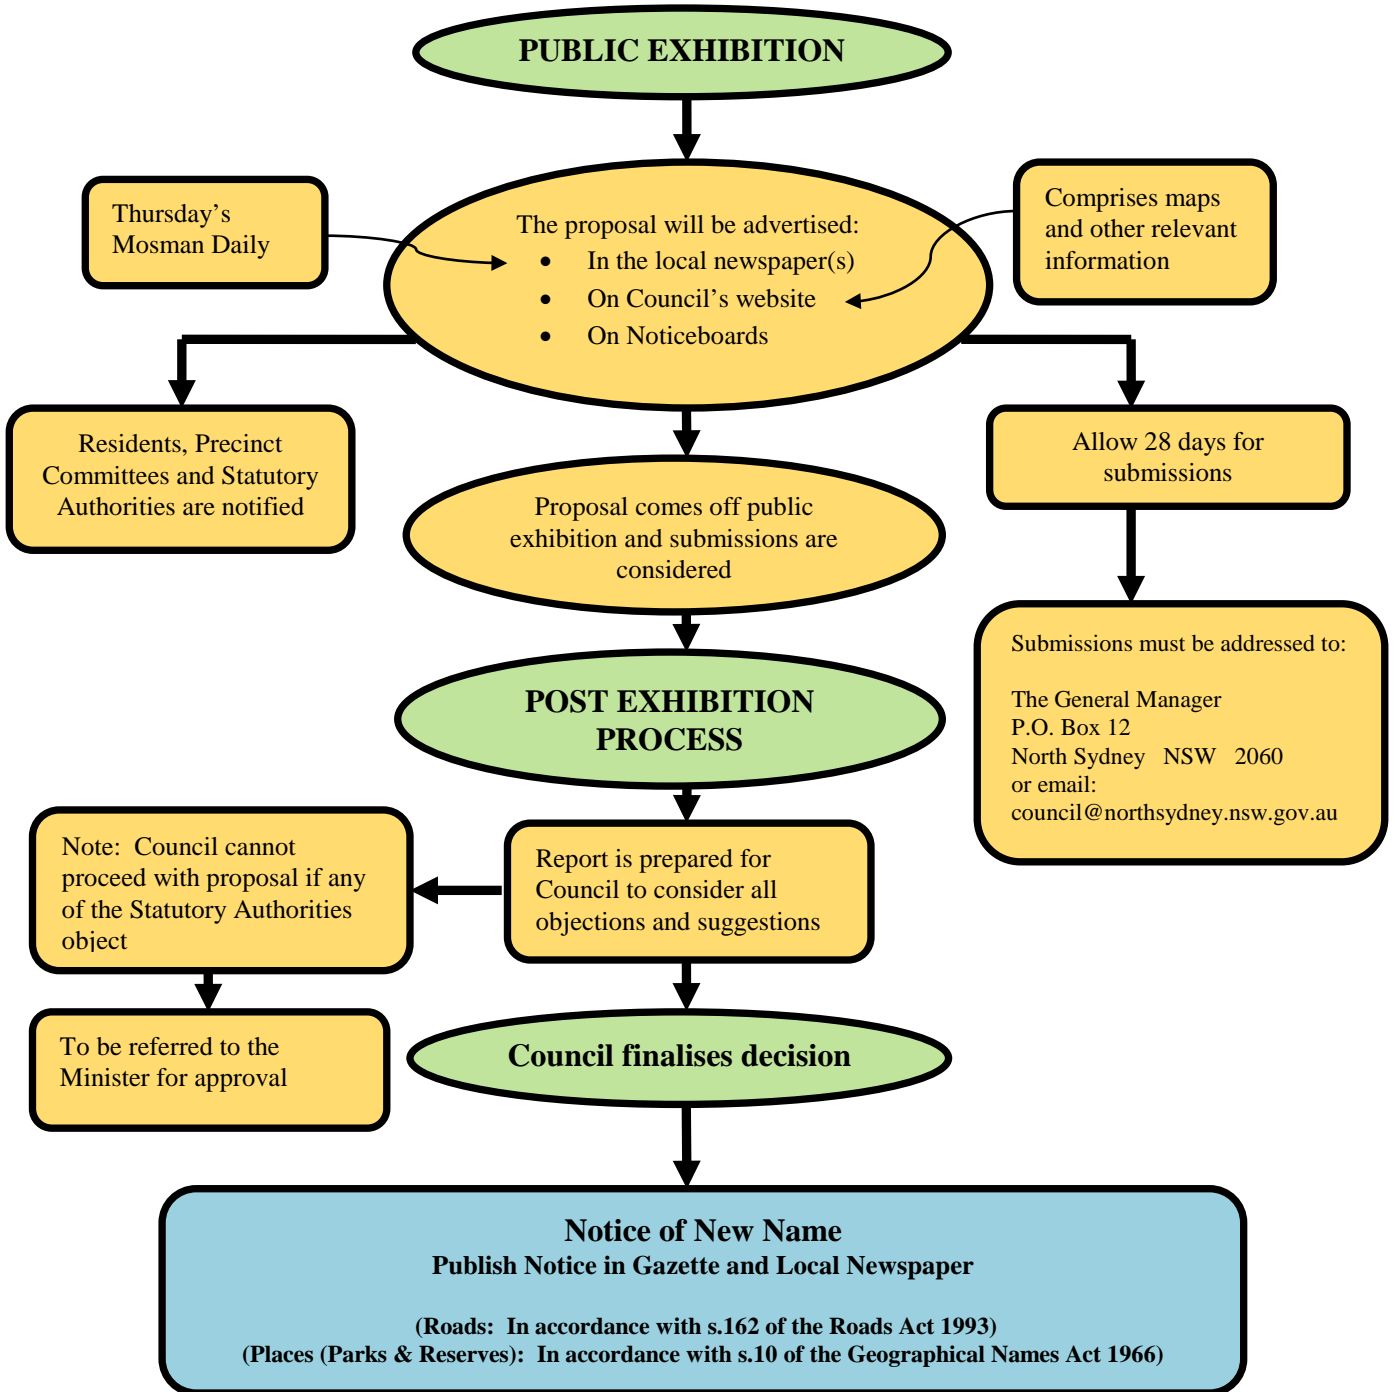 PUBLIC EXHIBITION
Thursday’s
Mosman Daily
The proposal will be advertised:
• In the local newspaper(s)
• On Council’s website
• On Noticeboards
Comprises maps
and other relevant
information
Residents, Precinct
Committees and Statutory
Authorities are notified
Proposal comes off public
exhibition and submissions are
considered
Allow 28 days for
submissions
Submissions must be addressed to:
The General Manager
P.O. Box 12
North Sydney NSW 2060
or email:
council@northsydney.nsw.gov.au
POST EXHIBITION
PROCESS
Note: Council cannot
proceed with proposal if any
of the Statutory Authorities
object
Report is prepared for
Council to consider all
objections and suggestions
To be referred to the
Minister for approval
Council finalises decision
Notice of New Name
Publish Notice in Gazette and Local Newspaper
(Roads: In accordance with s.162 of the Roads Act 1993)
(Places (Parks & Reserves): In accordance with s.10 of the Geographical Names Act 1966)